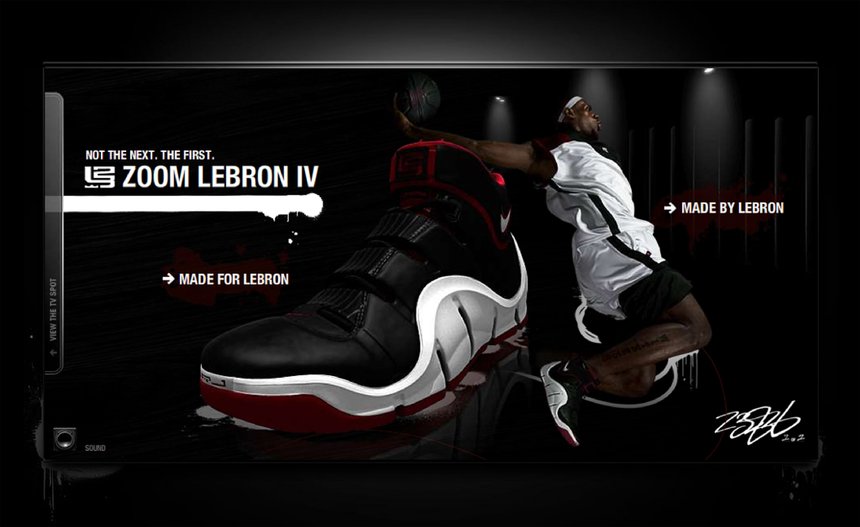 NOT THE NEXT. THE FIRST.
ZOOM LEBRON IV
MADE BY LEBRON
MADE FOR LEBRON
VIEW THE TV SPOT
SOUND